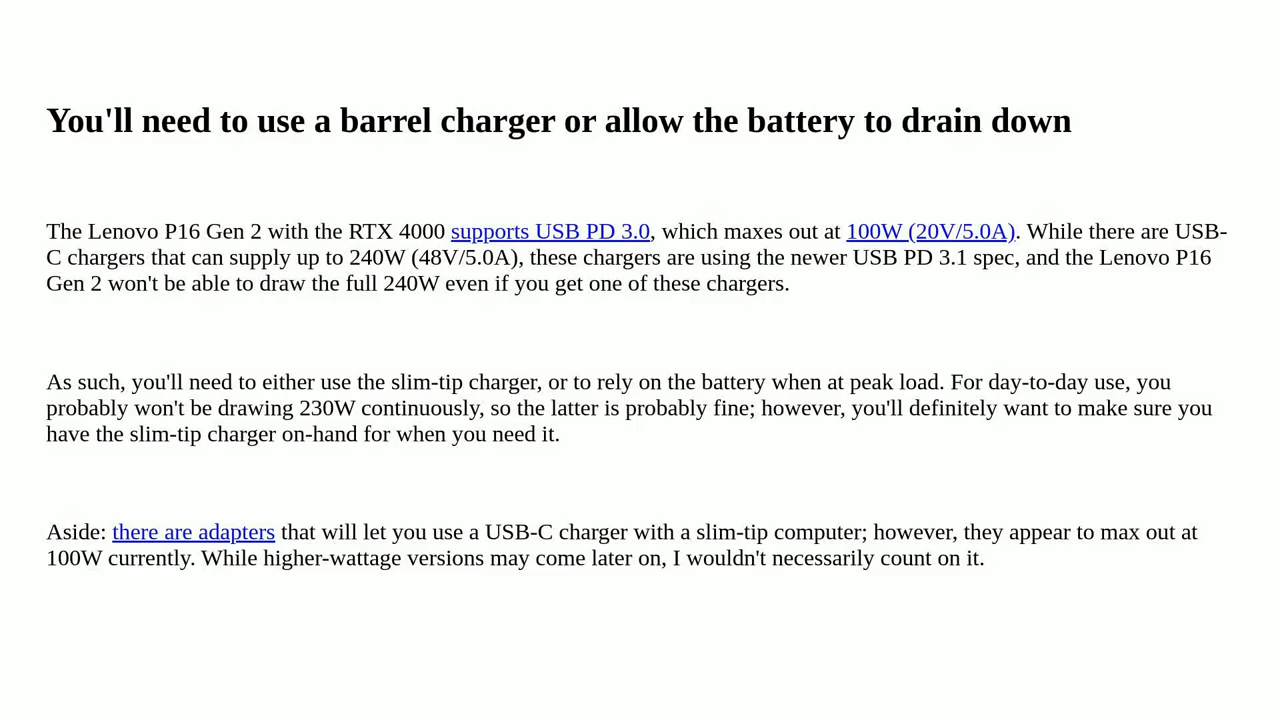 You'll need to use a barrel charger or allow the battery to drain down
The Lenovo P16 Gen 2 with the RTX 4000 supports USB PD 3.0, which maxes out at 100W (20V/5.0A). While there are USB-
C chargers that can supply up to 240W (48V/5.0A), these chargers are using the newer USB PD 3.1 spec, and the Lenovo P16
Gen 2 won't be able to draw the full 240W even if you get one of these chargers.
As such, you'll need to either use the slim-tip charger, or to rely on the battery when at peak load. For day-to-day use, you
probably won't be drawing 230W continuously, so the latter is probably fine; however, you'll definitely want to make sure you
have the slim-tip charger on-hand for when you need it.
Aside: there are adapters that will let you use a USB-C charger with a slim-tip computer; however, they appear to max out at
100W currently. While higher-wattage versions may come later on, I wouldn't necessarily count on it.